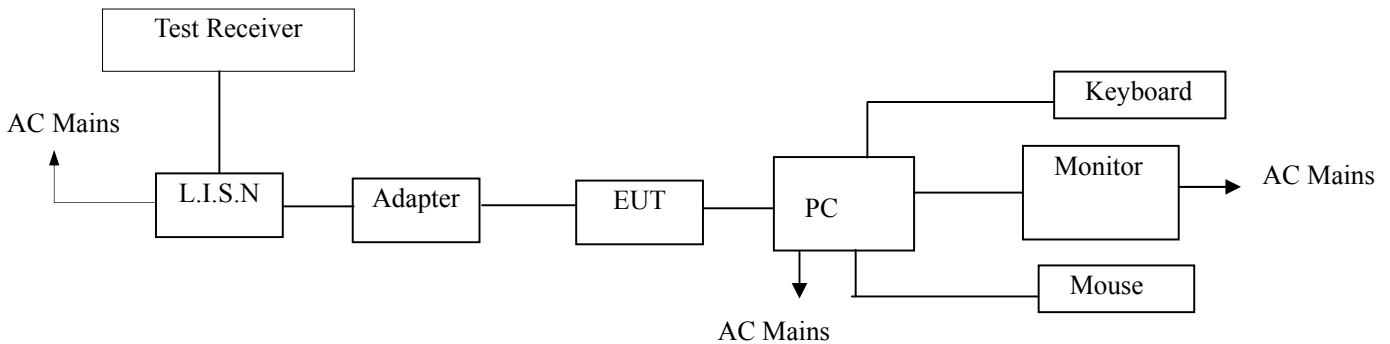 Test Receiver
Keyboard
AC Mains
Monitor
AC Mains
L.I.S.N
Adapter
EUT
PC
Mouse
AC Mains